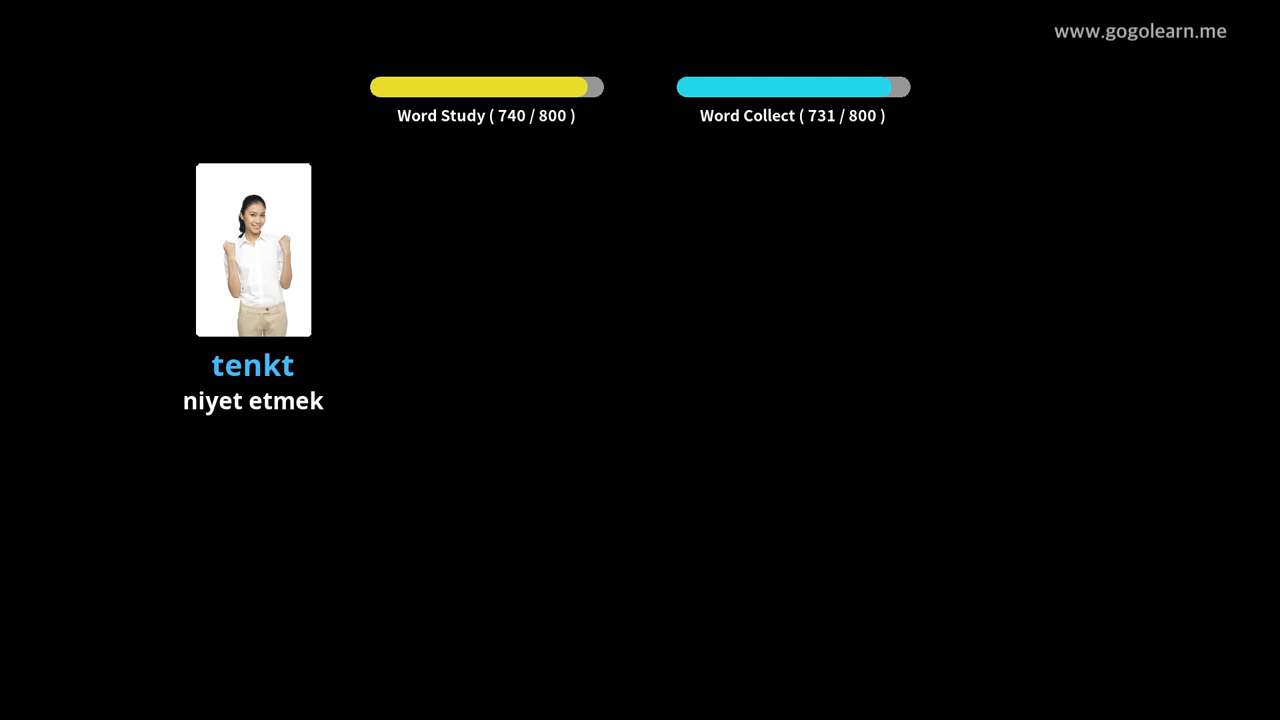 www.gogolearn.me
Word Study ( 740 / 800 )
Word Collect ( 731 / 800 )
tenkt
niyet etmek